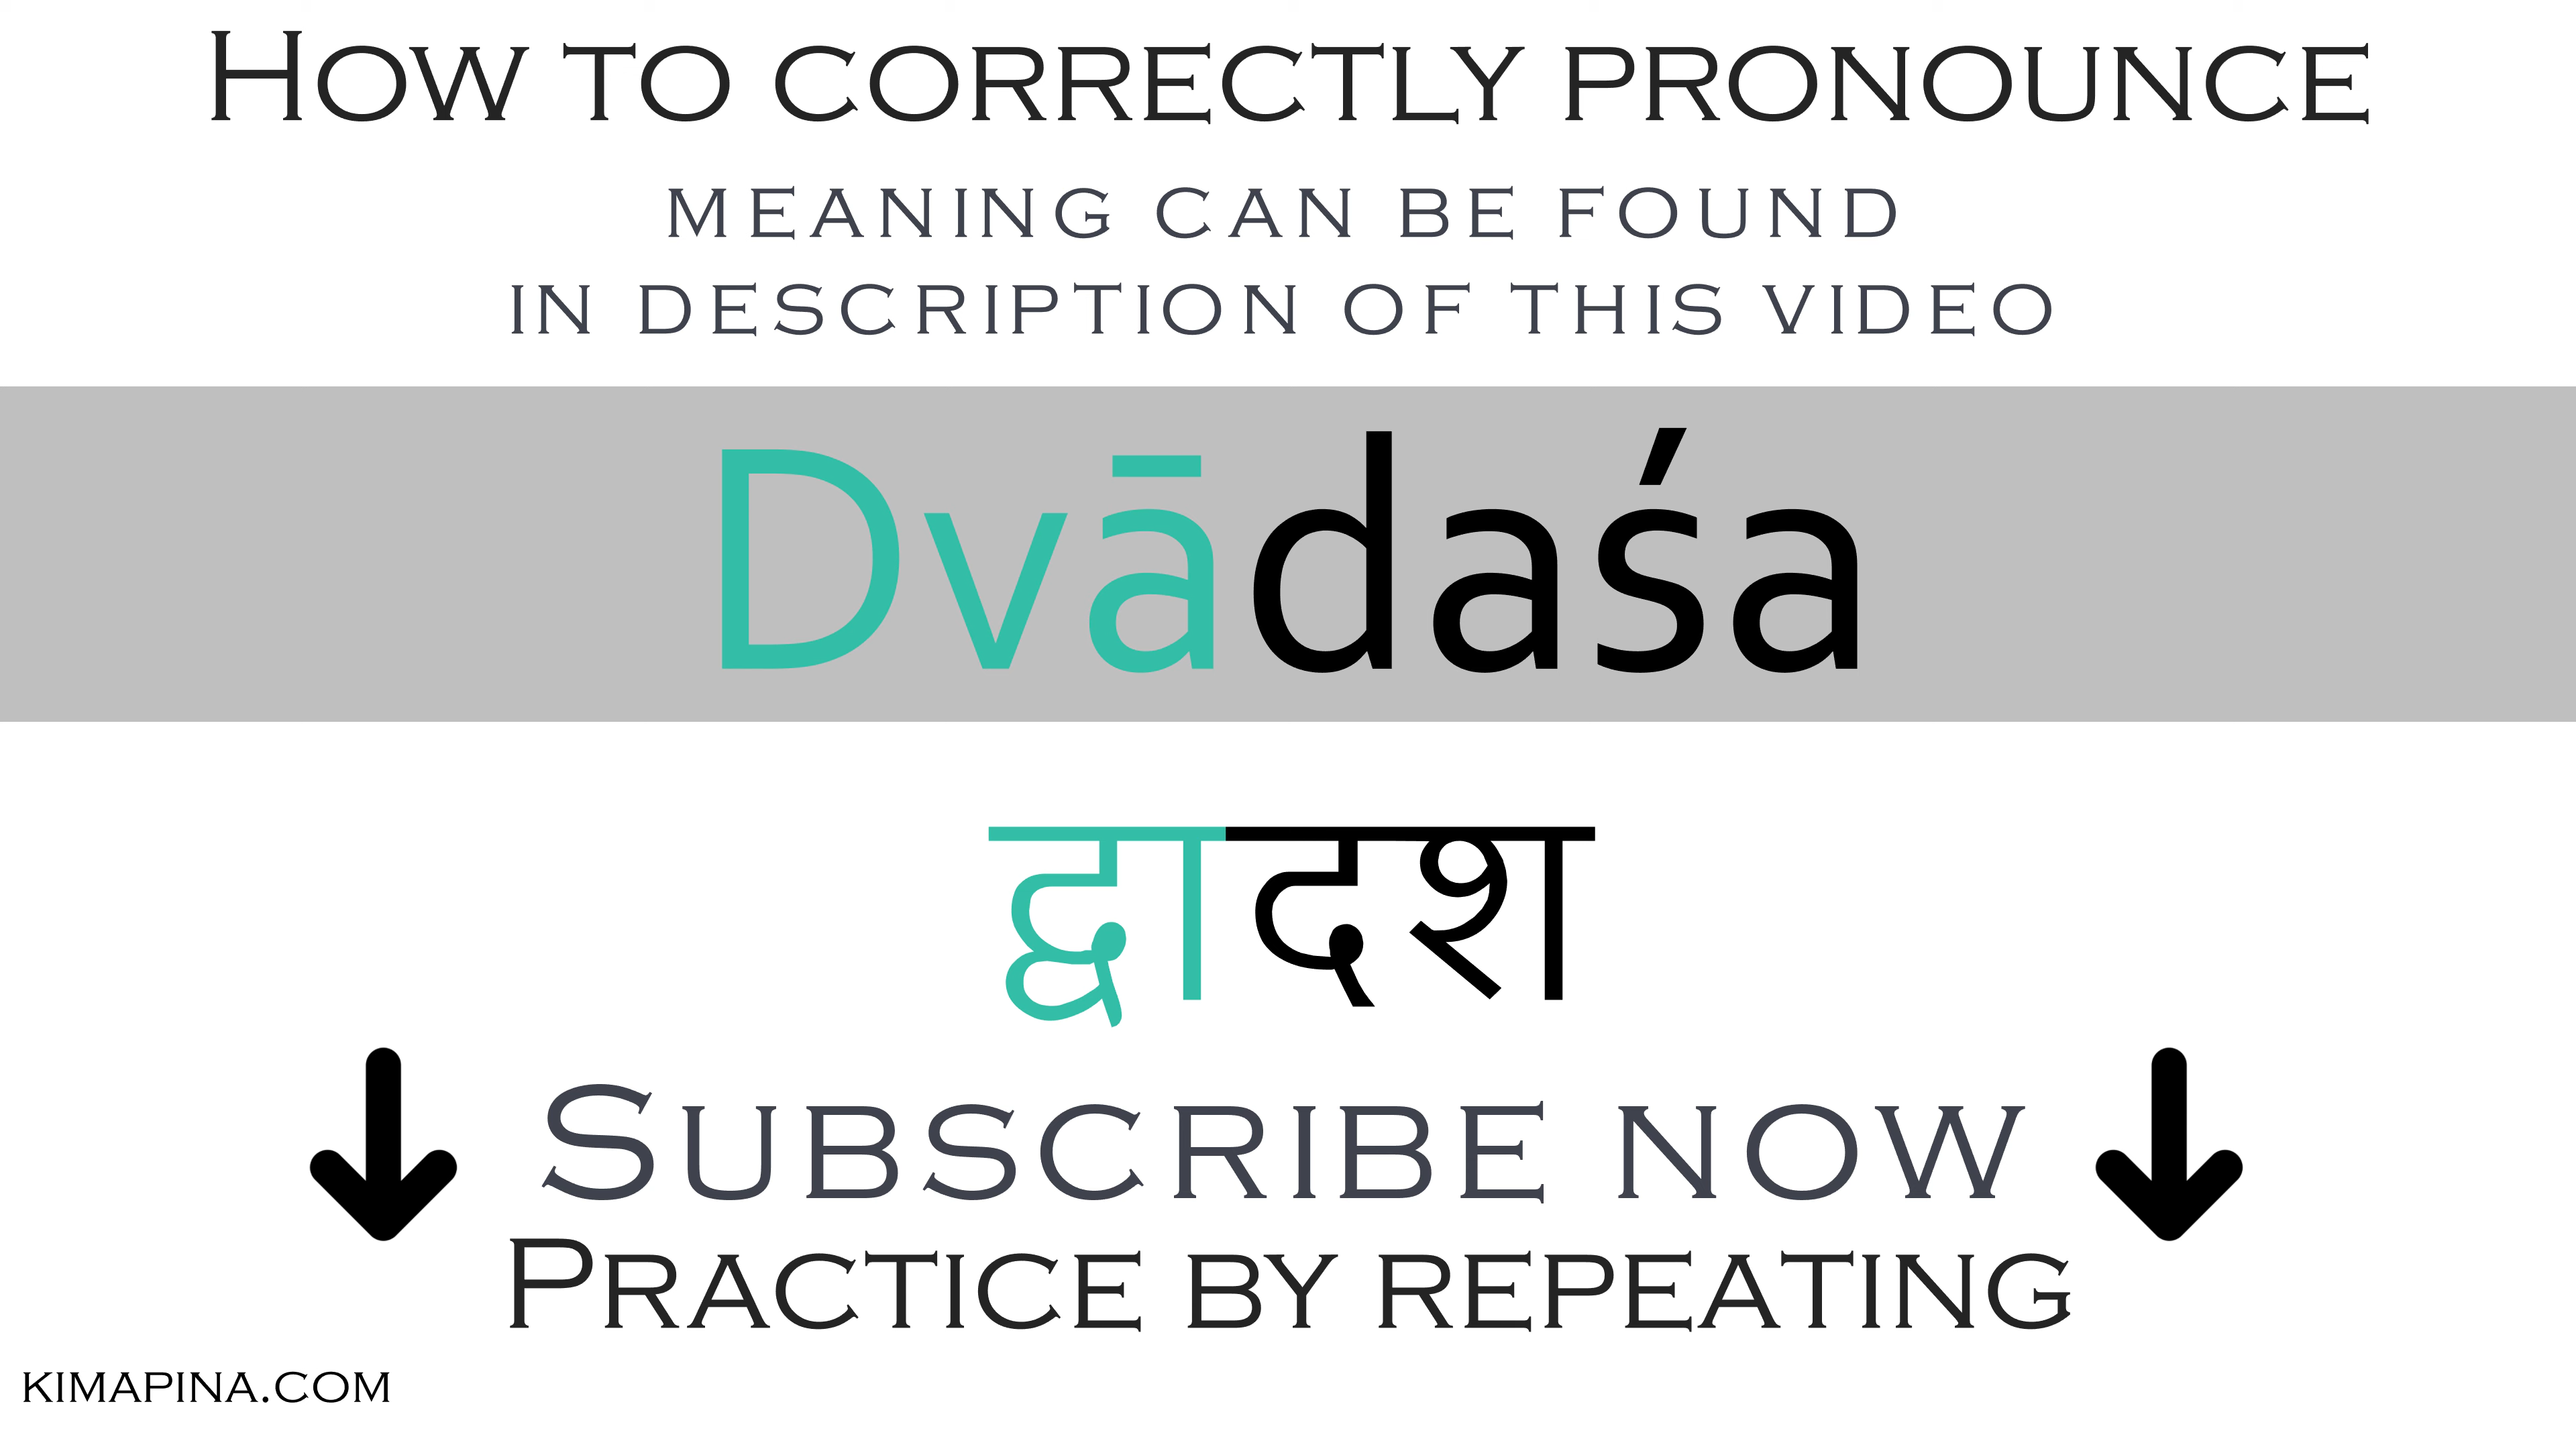 How to correctly pronounce
meaning can be found
in description of this video
Dvādaśa
द्वादश
Subscribe now
Practice by repeating
kimapina.com